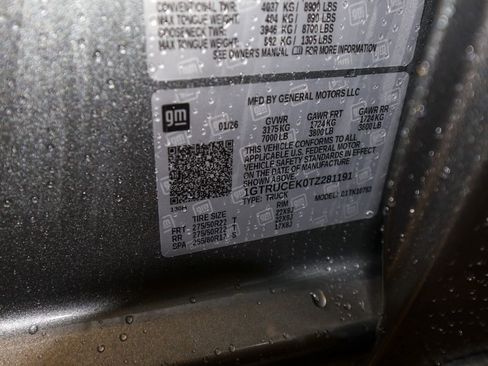 CONVENTIONAL TWR: 4037 KG/ 8900 LBS
MAX TONGUE WEIGHT: 404 KG/ 890 LBS
GOOSENECK TWR: 3946 KG/ 8700 LBS
MAX TONGUE WEIGHT: 592 KG/ 1305 LBS
SEE OWNER'S MANUAL FOR MORE
gm
MFD BY GENERAL MOTORS LLC
01/26
GVWR GAWR FRT GAWR RR
3175KG 1724 KG 1724 KG
7000 LB 3800 LB 3800 LB
THIS VEHICLE CONFORMS TO ALL
APPLICABLE U.S. FEDERAL MOTOR
VEHICLE SAFETY STANDARDS IN EFFECT
ON THE DATE OF MANUFACTURE SHOWN ABOVE.
1GTRUCEK0TZ281191
TYPE: TRUCK MODEL:
TIRE SIZE RIM
FRT 275/50R22 T 22X9J
RR 275/50R22 T 22X9J
SPA 255/80R17 S 17X8J